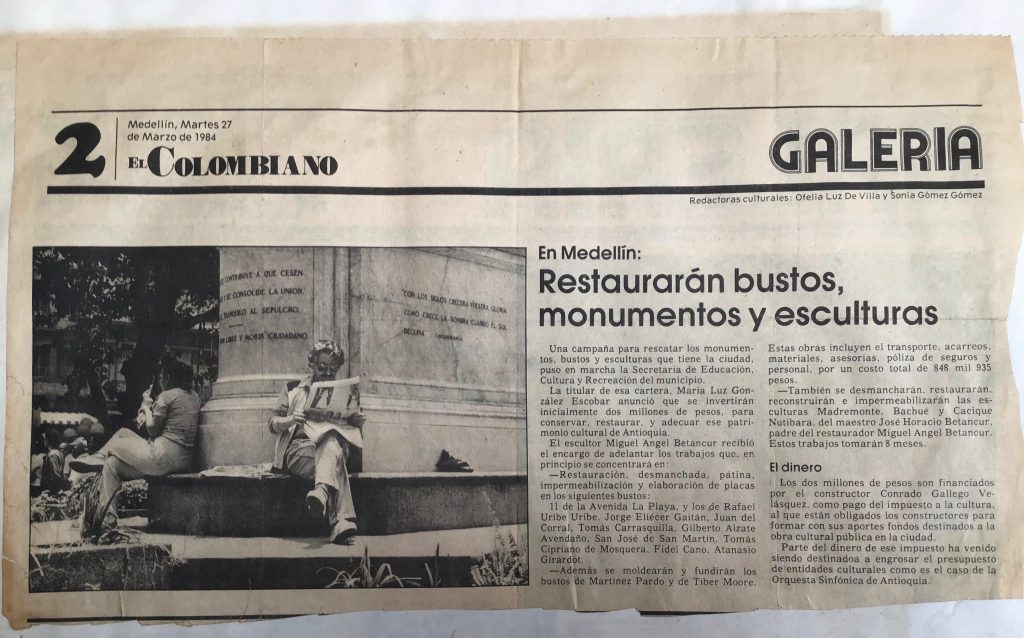 2
Medellín, Martes 27
de Marzo de 1984
EL COLOMBIANO
GALERIA
Redactoras culturales: Ofelia Luz De Villa y Sonia Gómez Gómez
CONTRIBUYE A QUE CESEN
Y SE CONSOLIDE LA UNION,
TRANQUILO AL SEPULCRO.
LIBRE Y MORIR CIUDADANO
"CON LOS SIGLOS CRECERA VUESTRA GLORIA
COMO CRECE LA SOMBRA CUANDO EL SOL
DECLINA"
En Medellín:
Restaurarán bustos,
monumentos y esculturas
Una campaña para rescatar los monumen-
tos, bustos y esculturas que tiene la ciudad,
puso en marcha la Secretaria de Educación,
Cultura y Recreación del municipio.
La titular de esa cartera, Maria Luz Gon-
zález Escobar anunció que se invertirán
inicialmente dos millones de pesos, para
conservar, restaurar, y adecuar ese patri-
monio cultural de Antioquia.
El escultor Miguel Angel Betancur recibió
el encargo de adelantar los trabajos que, en
principio se concentrará en:
—Restauración, desmanchada, pátina,
impermeabilización y elaboración de placas
en los siguientes bustos:
11 de la Avenida La Playa, y los de Rafael
Uribe Uribe, Jorge Eliécer Gaitán, Juan del
Corral, Tomás Carrasquilla, Gilberto Alzate
Avendaño, San José de San Martín, Tomás
Cipriano de Mosquera, Fidel Cano, Atanasio
Girardot.
—Además se moldearán y fundirán los
bustos de Martínez Pardo y de Tiber Moore.
Estas obras incluyen el transporte, acarreos,
materiales, asesorias, póliza de seguros y
personal, por un costo total de 848 mil 935
pesos.
—También se desmancharán, restaurarán,
reconstruirán e impermeabilizarán las es-
culturas Madremonte, Bachué y Cacique
Nutibara, del maestro José Horacio Betancur,
padre del restaurador Miguel Angel Betancur.
Estos trabajos tomarán 8 meses.
El dinero
Los dos millones de pesos son financiados
por el constructor Conrado Gallego Ve-
lásquez, como pago del impuesto a la cultura,
al que están obligados los constructores para
formar con sus aportes fondos destinados a la
obra cultural pública en la ciudad.
Parte del dinero de ese impuesto ha venido
siendo destinados a engrosar el presupuesto
de entidades culturales como es el caso de la
Orquesta Sinfónica de Antioquia.